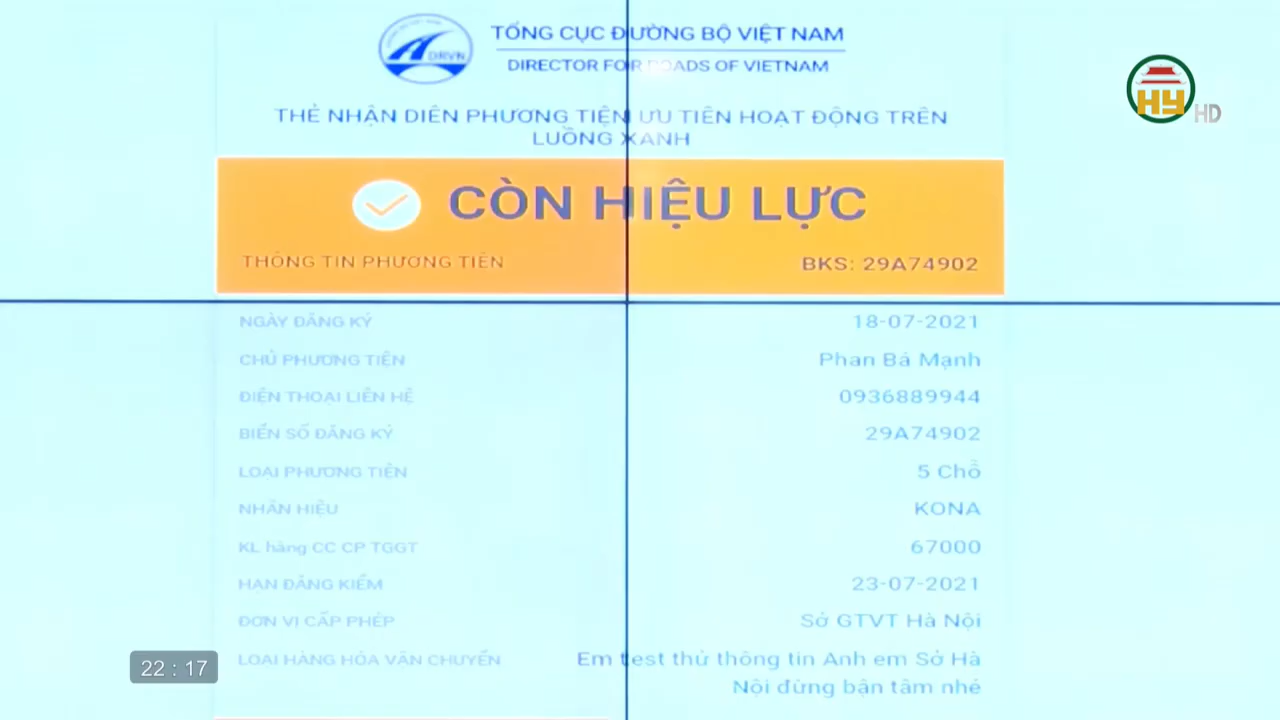 TỔNG CỤC ĐƯỜNG BỘ VIỆT NAM
DRVN
DIRECTOR FOR ROADS OF VIETNAM
HY HD
THẺ NHẬN DIỆN PHƯƠNG TIỆN ƯU TIÊN HOẠT ĐỘNG TRÊN
LUỒNG XANH
CÒN HIỆU LỰC
THÔNG TIN PHƯƠNG TIỆN BKS: 29A74902
NGÀY ĐĂNG KÝ 18-07-2021
CHỦ PHƯƠNG TIỆN Phan Bá Mạnh
ĐIỆN THOẠI LIÊN HỆ 0936889944
BIỂN SỐ ĐĂNG KÝ 29A74902
LOẠI PHƯƠNG TIỆN 5 Chỗ
NHÃN HIỆU KONA
KL hàng CC CP TGGT 67000
HẠN ĐĂNG KIỂM 23-07-2021
ĐƠN VỊ CẤP PHÉP Sở GTVT Hà Nội
LOẠI HÀNG HÓA VẬN CHUYỂN Em test thử thông tin Anh em Sở Hà
Nội đừng bận tâm nhé
22 : 17